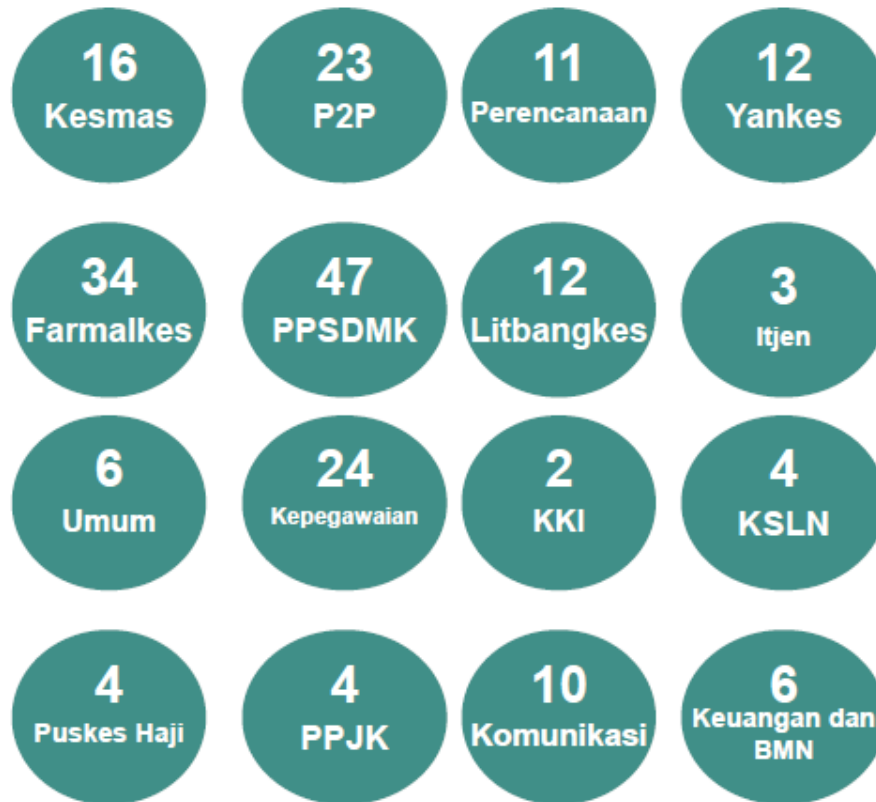 16
Kesmas
23
P2P
11
Perencanaan
12
Yankes
34
Farmalkes
47
PPSDMK
12
Litbangkes
3
Itjen
6
Umum
24
Kepegawaian
2
KKI
4
KSLN
4
Puskes Haji
4
PPJK
10
Komunikasi
6
Keuangan dan
BMN